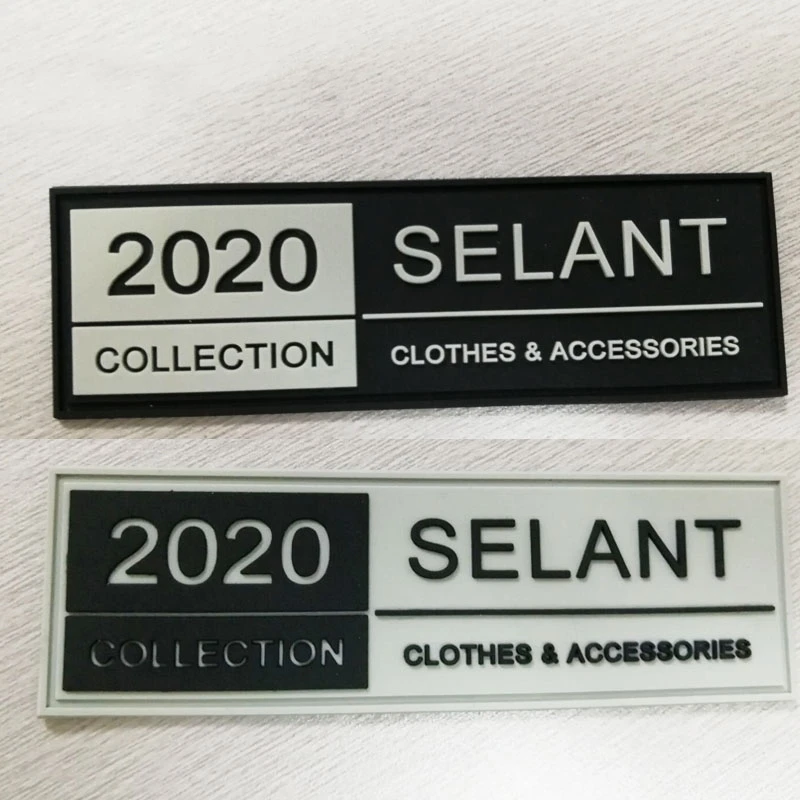 2020
COLLECTION
SELANT
CLOTHES & ACCESSORIES
2020
COLLECTION
SELANT
CLOTHES & ACCESSORIES